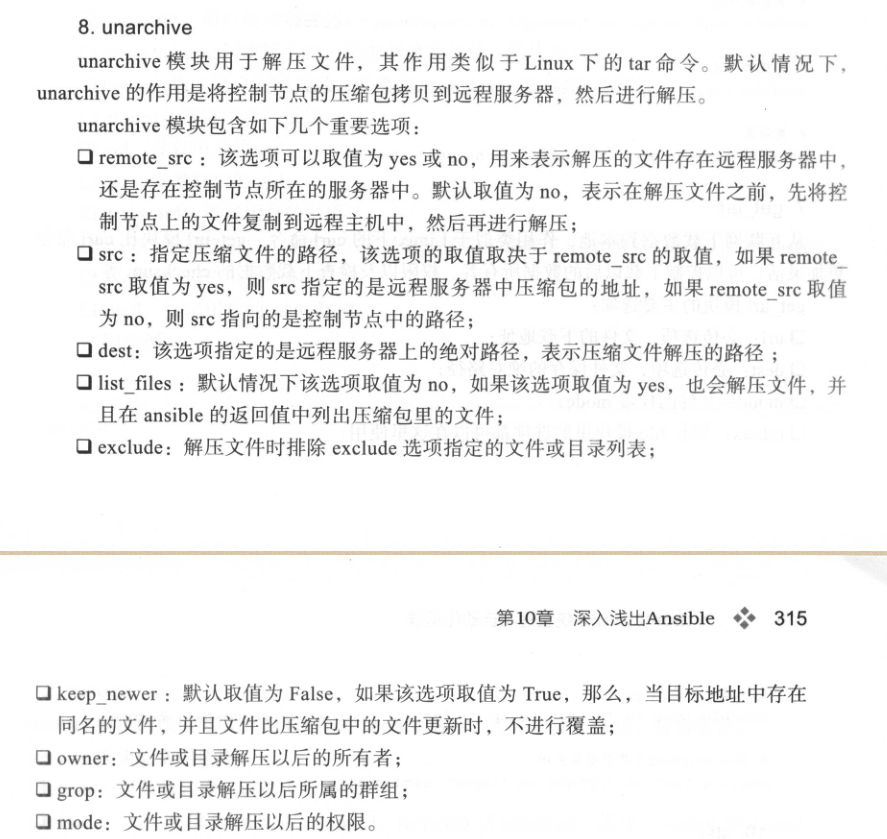 8. unarchive
unarchive 模块用于解压文件，其作用类似于 Linux 下的 tar 命令。默认情况下，
unarchive 的作用是将控制节点的压缩包拷贝到远程服务器，然后进行解压。
unarchive 模块包含如下几个重要选项：
❑ remote_src：该选项可以取值为 yes 或 no，用来表示解压的文件存在远程服务器中，
还是存在控制节点所在的服务器中。默认取值为 no，表示在解压文件之前，先将控
制节点上的文件复制到远程主机中，然后再进行解压；
❑ src：指定压缩文件的路径，该选项的取值取决于 remote_src 的取值，如果 remote_
src 取值为 yes，则 src 指定的是远程服务器中压缩包的地址，如果 remote_src 取值
为 no，则 src 指向的是控制节点中的路径；
❑ dest：该选项指定的是远程服务器上的绝对路径，表示压缩文件解压的路径；
❑ list_files：默认情况下该选项取值为 no，如果该选项取值为 yes，也会解压文件，并
且在 ansible 的返回值中列出压缩包里的文件；
❑ exclude：解压文件时排除 exclude 选项指定的文件或目录列表；
第10章 深入浅出Ansible ❖ 315
❑ keep_newer：默认取值为 False，如果该选项取值为 True，那么，当目标地址中存在
同名的文件，并且文件比压缩包中的文件更新时，不进行覆盖；
❑ owner：文件或目录解压以后的所有者；
❑ grop：文件或目录解压以后所属的群组；
❑ mode：文件或目录解压以后的权限。